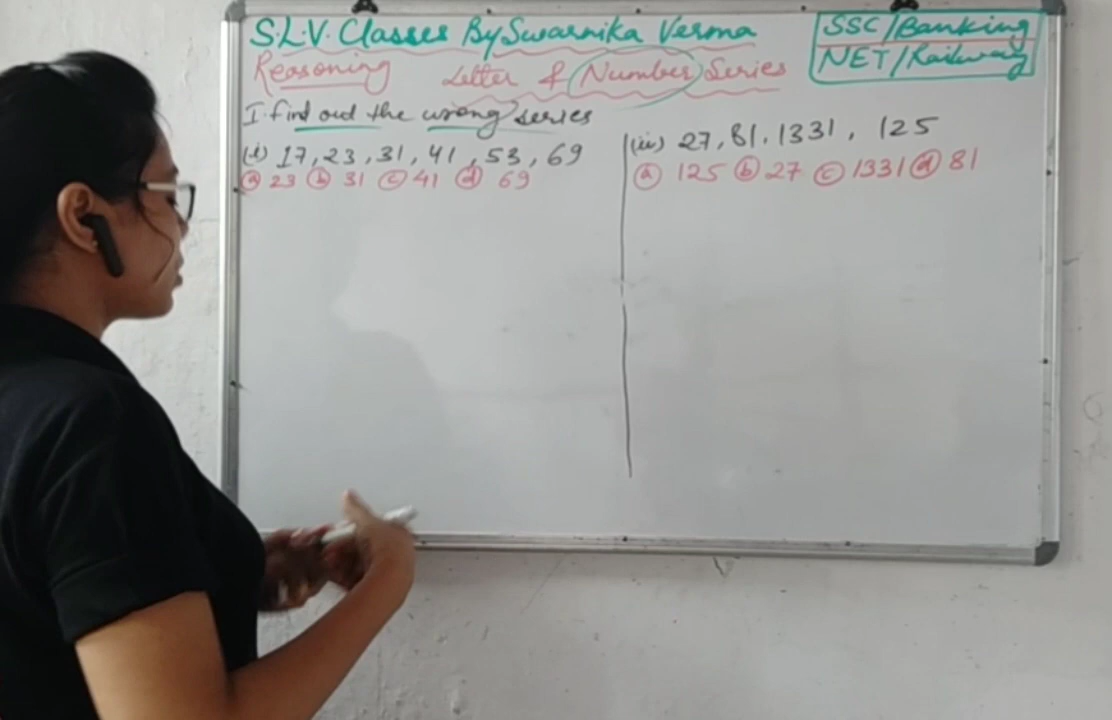 S.L.V. Classes By Swarnika Verma
SSC/Banking
NET/Railway
Reasoning Letter & Number Series
I. find out the wrong series
(i) 17, 23, 31, 41, 53, 69
(a) 23 (b) 31 (c) 41 (d) 69
(ii) 27, 81, 1331, 125
(a) 125 (b) 27 (c) 1331 (d) 81